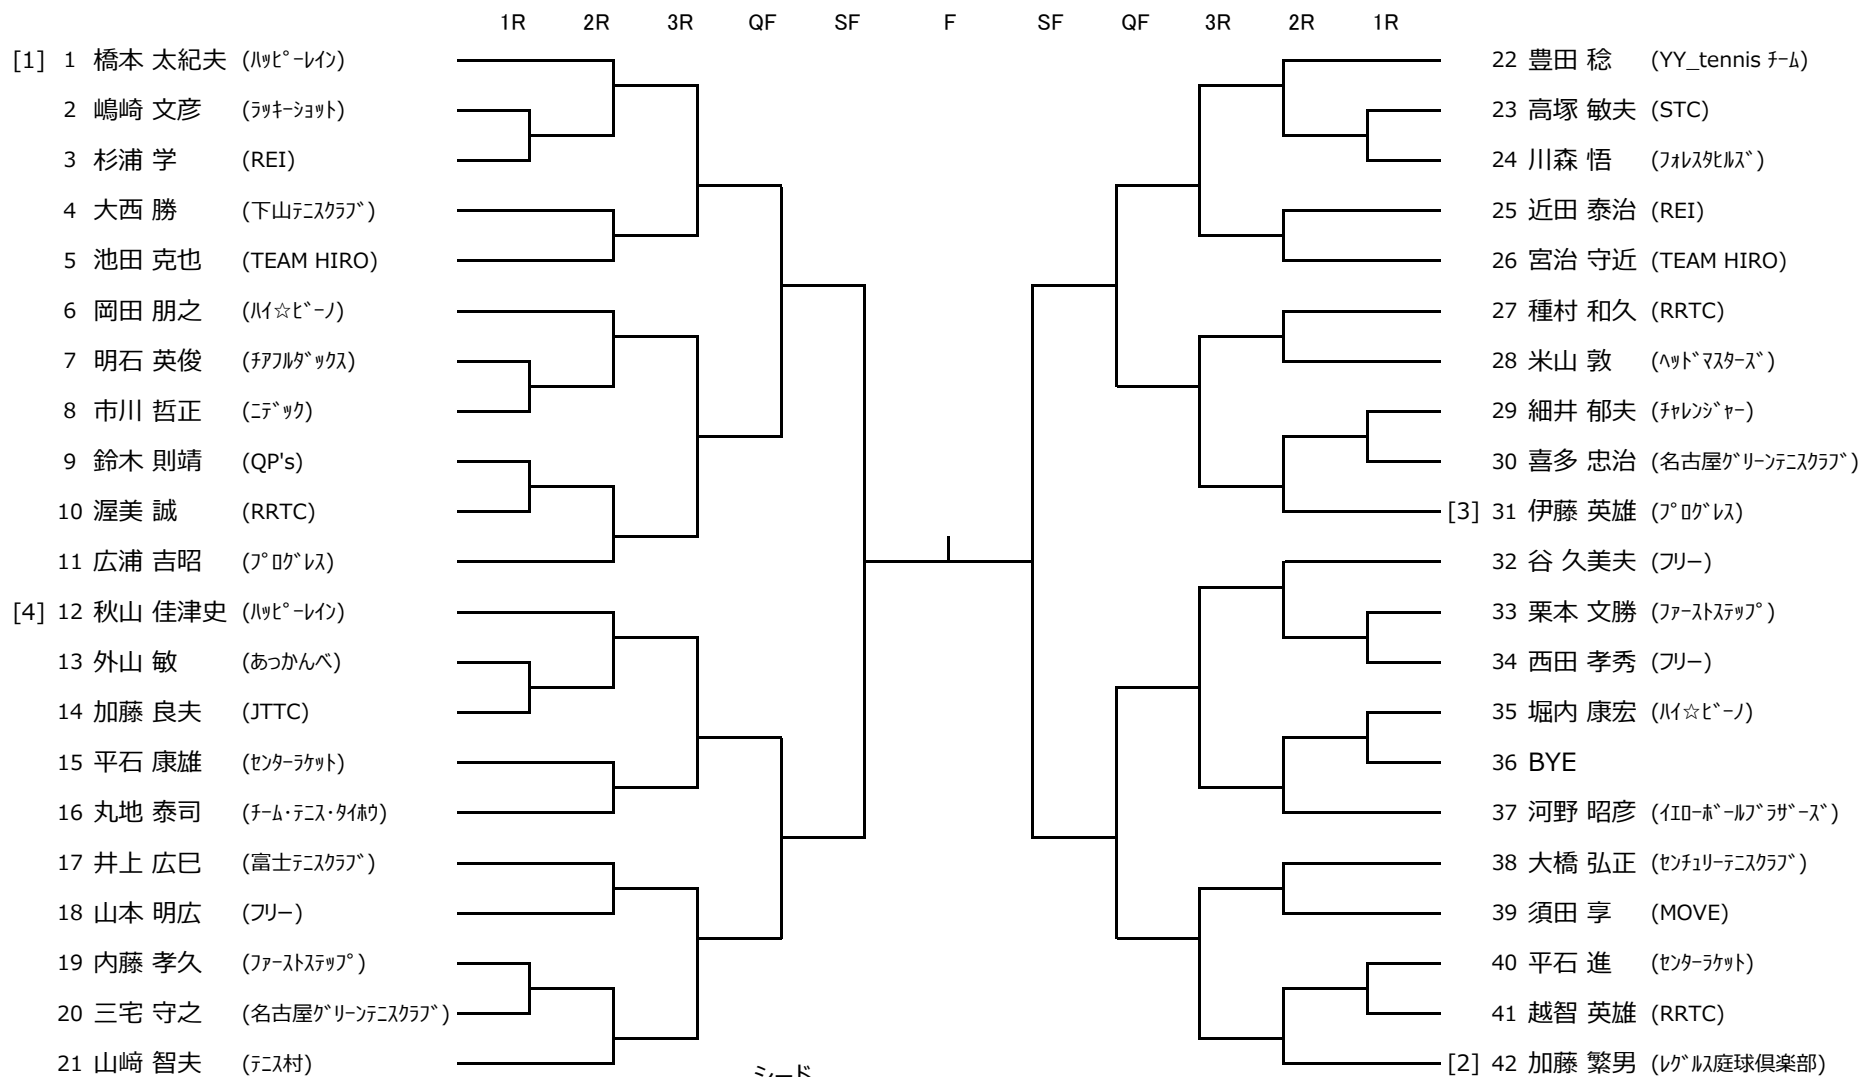 1R 2R 3R QF SF F SF QF 3R 2R 1R
[1] 1 橋本 太紀夫 (ﾊｯﾋﾟｰﾚｲﾝ)
2 嶋崎 文彦 (ﾗｯｷｰｼｮｯﾄ)
3 杉浦 学 (REI)
4 大西 勝 (下山ﾃﾆｽｸﾗﾌﾞ)
5 池田 克也 (TEAM HIRO)
6 岡田 朋之 (ﾊｲ☆ﾋﾞｰﾉ)
7 明石 英俊 (ﾁｱﾌﾙﾀﾞｯｸｽ)
8 市川 哲正 (ﾆﾃﾞｯｸ)
9 鈴木 則靖 (QP's)
10 渥美 誠 (RRTC)
11 広浦 吉昭 (ﾌﾟﾛｸﾞﾚｽ)
[4] 12 秋山 佳津史 (ﾊｯﾋﾟｰﾚｲﾝ)
13 外山 敏 (あっかんべ)
14 加藤 良夫 (JTTC)
15 平石 康雄 (ｾﾝﾀｰﾗｹｯﾄ)
16 丸地 泰司 (ﾁｰﾑ･ﾃﾆｽ･ﾀｲﾎｳ)
17 井上 広巳 (富士ﾃﾆｽｸﾗﾌﾞ)
18 山本 明広 (フリー)
19 内藤 孝久 (ﾌｧｰｽﾄｽﾃｯﾌﾟ)
20 三宅 守之 (名古屋ｸﾞﾘｰﾝﾃﾆｽｸﾗﾌﾞ)
21 山﨑 智夫 (ﾃﾆｽ村)
22 豊田 稔 (YY_tennis ﾁｰﾑ)
23 高塚 敏夫 (STC)
24 川森 悟 (ﾌｫﾚｽﾀﾋﾙｽﾞ)
25 近田 泰治 (REI)
26 宮治 守近 (TEAM HIRO)
27 種村 和久 (RRTC)
28 米山 敦 (ﾍｯﾄﾞﾏｽﾀｰｽﾞ)
29 細井 郁夫 (ﾁｬﾚﾝｼﾞｬｰ)
30 喜多 忠治 (名古屋ｸﾞﾘｰﾝﾃﾆｽｸﾗﾌﾞ)
[3] 31 伊藤 英雄 (ﾌﾟﾛｸﾞﾚｽ)
32 谷 久美夫 (フリー)
33 栗本 文勝 (ﾌｧｰｽﾄｽﾃｯﾌﾟ)
34 西田 孝秀 (フリー)
35 堀内 康宏 (ﾊｲ☆ﾋﾞｰﾉ)
36 BYE
37 河野 昭彦 (ｲｴﾛｰﾎﾞｰﾙﾌﾞﾗｻﾞｰｽﾞ)
38 大橋 弘正 (ｾﾝﾁｭﾘｰﾃﾆｽｸﾗﾌﾞ)
39 須田 享 (MOVE)
40 平石 進 (ｾﾝﾀｰﾗｹｯﾄ)
41 越智 英雄 (RRTC)
[2] 42 加藤 繁男 (ﾚｸﾞﾙｽ庭球倶楽部)
シード